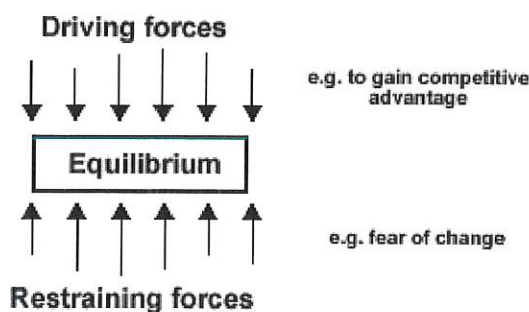 Driving forces
e.g. to gain competitive
advantage
Equilibrium
e.g. fear of change
Restraining forces